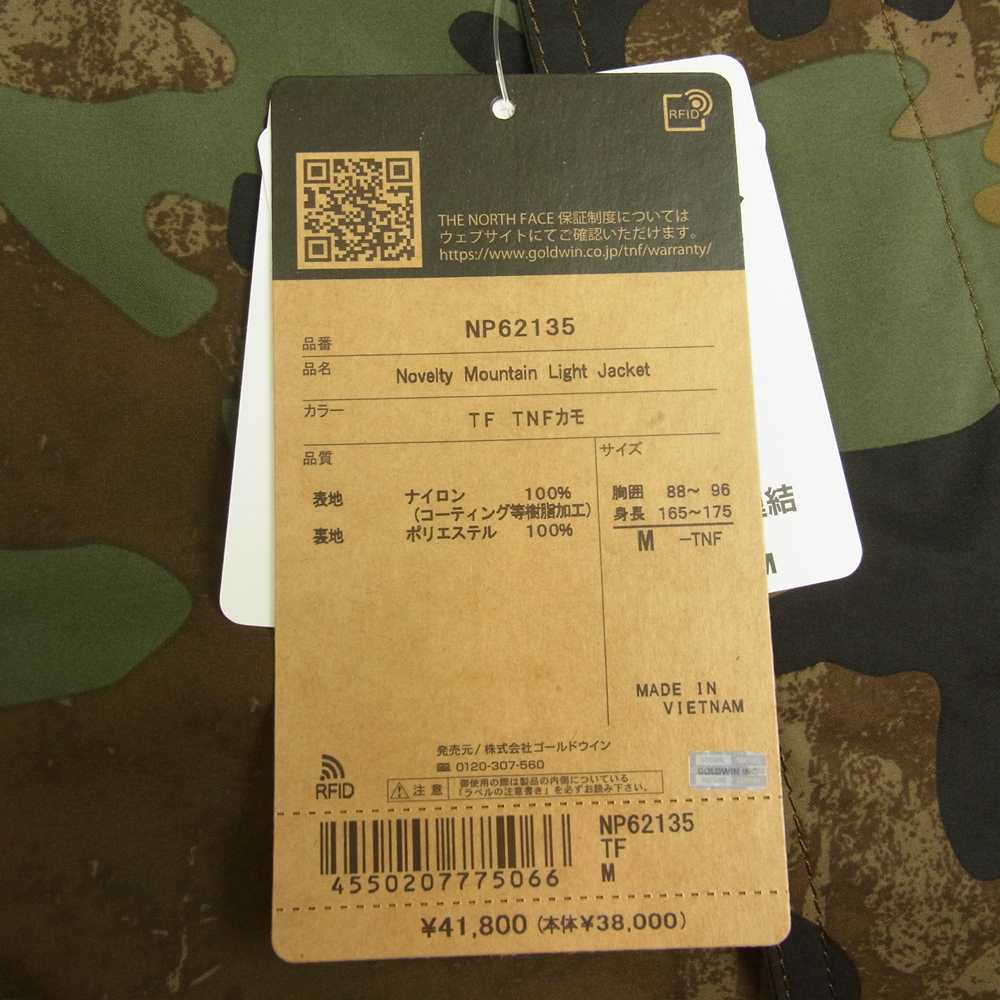 RFID
THE NORTH FACE 保証制度については
ウェブサイトにてご確認いただけます。
https://www.goldwin.co.jp/tnf/warranty/
品番 NP62135
品名 Novelty Mountain Light Jacket
カラー TF TNFカモ
品質
サイズ
表地 ナイロン 100%
(コーティング等樹脂加工)
裏地 ポリエステル 100%
胸囲 88～ 96
身長 165～175
M -TNF
結
M
MADE IN
VIETNAM
発売元/株式会社ゴールドウイン
0120-307-560
RFID
注意 御使用の際は製品の内側についている
「ラベルの注意書き」を必ずお読み下さい。
GOLDWIN INC
4550207775066
NP62135
TF
M
¥41,800 (本体¥38,000)